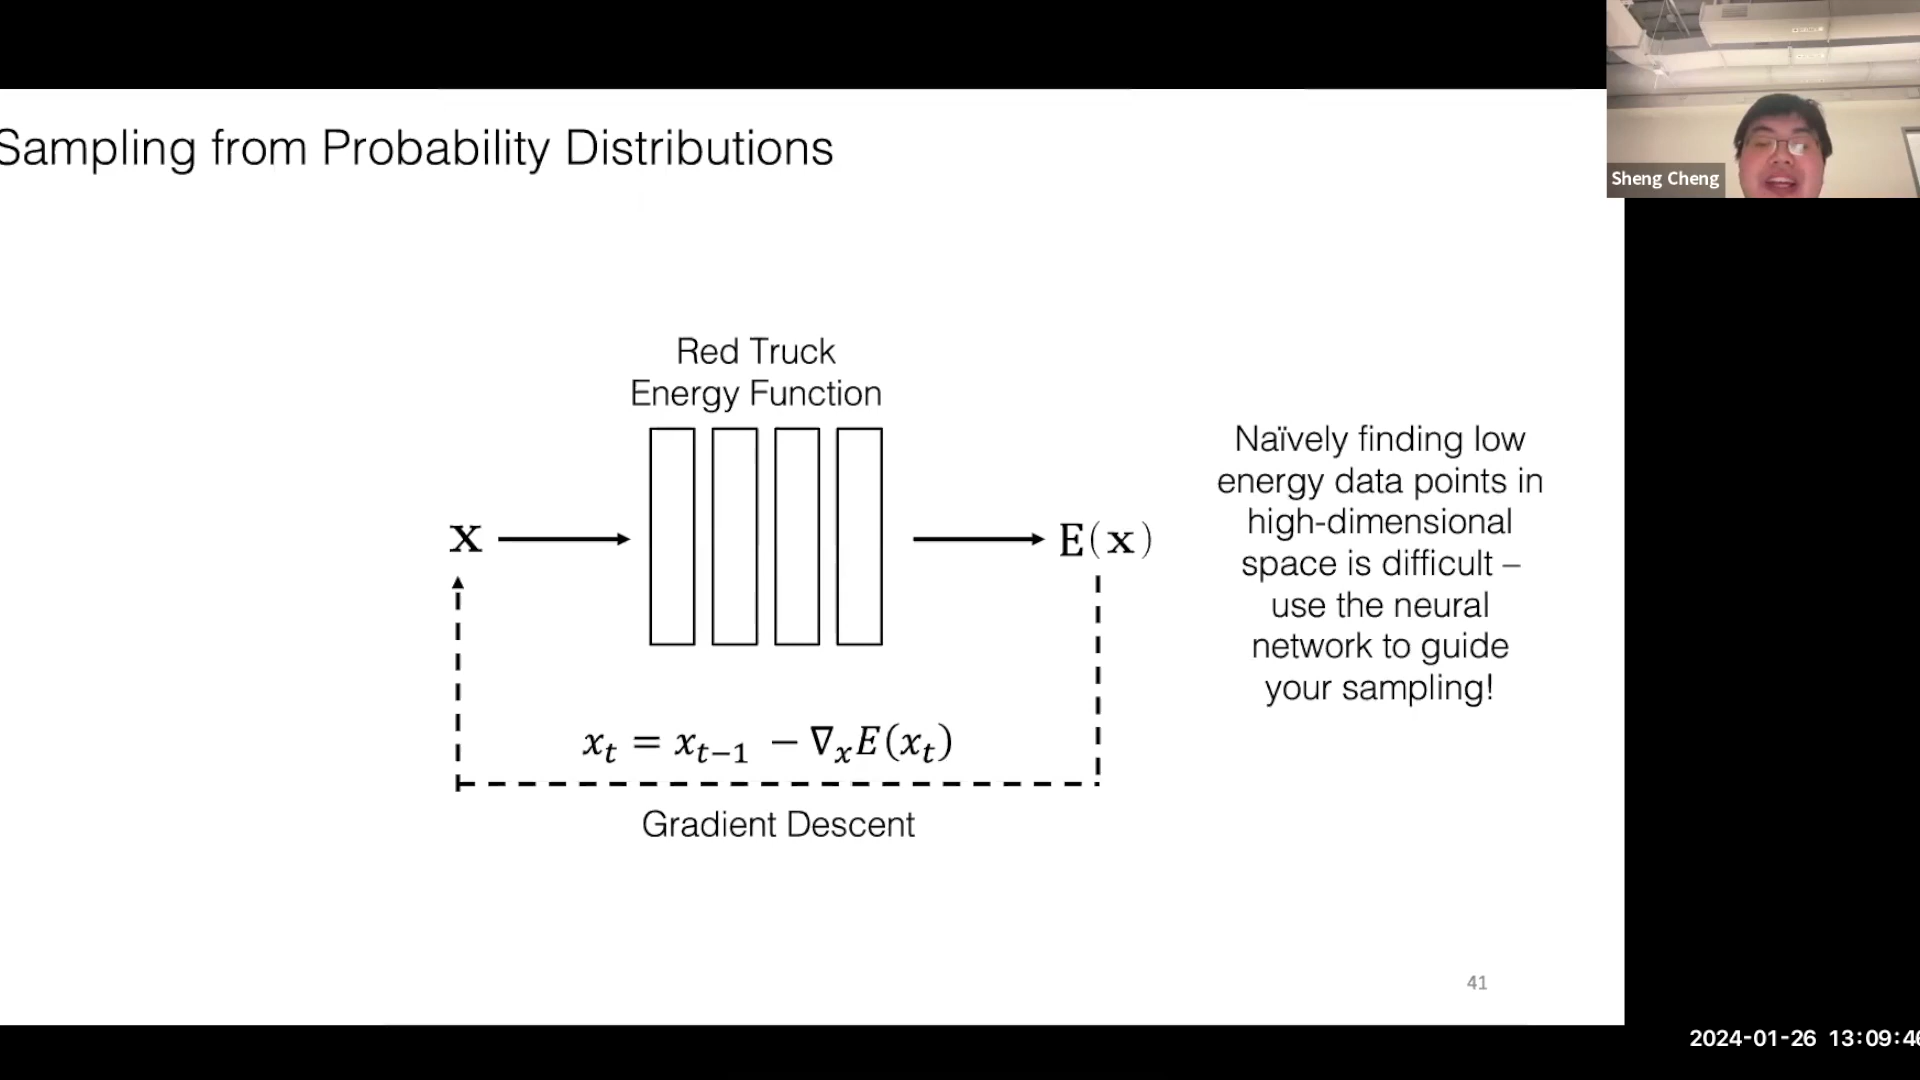 Sampling from Probability Distributions
Sheng Cheng
Red Truck
Energy Function
x
E(x)
Naïvely finding low
energy data points in
high-dimensional
space is difficult –
use the neural
network to guide
your sampling!
x_t = x_{t-1} − ∇_x E(x_t)
Gradient Descent
41
2024-01-26 13:09:46